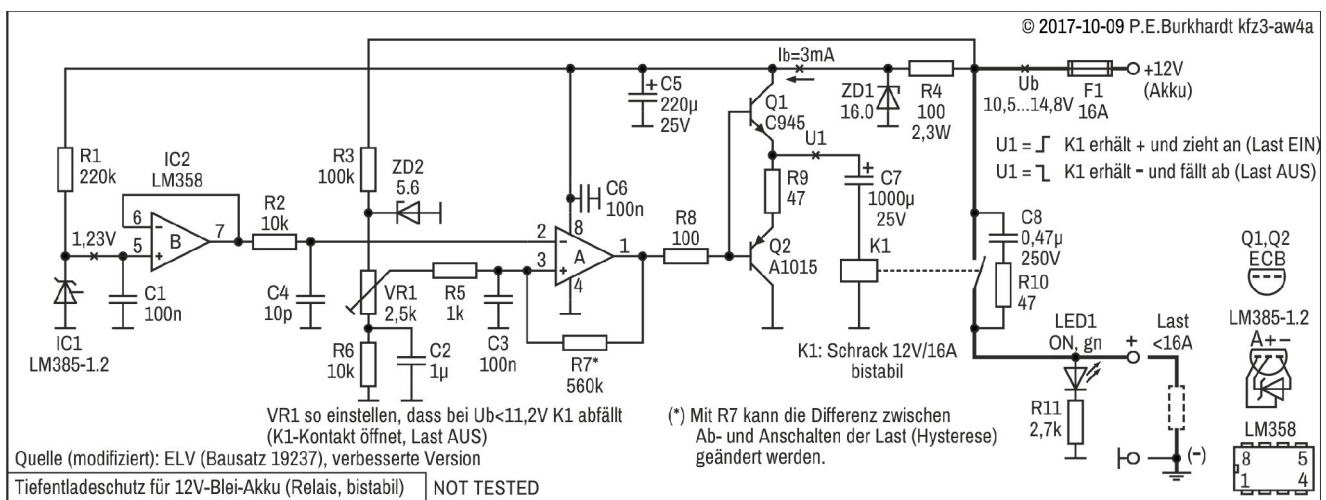 © 2017-10-09 P.E.Burkhardt kfz3-aw4a
Ib=3mA
+12V
(Akku)
Ub
10,5...14,8V
F1
16A
R4
100
2,3W
ZD1
16.0
C5
220µ
25V
+
Q1
C945
U1
U1 = K1 erhält + und zieht an (Last EIN)
U1 = K1 erhält - und fällt ab (Last AUS)
R1
220k
IC2
LM358
R3
100k
ZD2
5.6
C6
100n
R9
47
+
C7
1000µ
25V
R2
10k
6
-
B
7
5
+
1,23V
8
2
-
A
1
3
+
4
R8
100
Q2
A1015
K1
C8
0,47µ
250V
R10
47
Q1,Q2
ECB
C1
100n
C4
10p
VR1
2,5k
R5
1k
C3
100n
IC1
LM385-1.2
R6
10k
C2
1µ
R7*
560k
K1: Schrack 12V/16A
bistabil
LED1
ON, gn
+
Last
<16A
R11
2,7k
(-)
LM385-1.2
A+-
LM358
8
5
1
4
VR1 so einstellen, dass bei Ub<11,2V K1 abfällt
(K1-Kontakt öffnet, Last AUS)
(*) Mit R7 kann die Differenz zwischen
Ab- und Anschalten der Last (Hysterese)
geändert werden.
Quelle (modifiziert): ELV (Bausatz 19237), verbesserte Version
Tiefentladeschutz für 12V-Blei-Akku (Relais, bistabil)
NOT TESTED